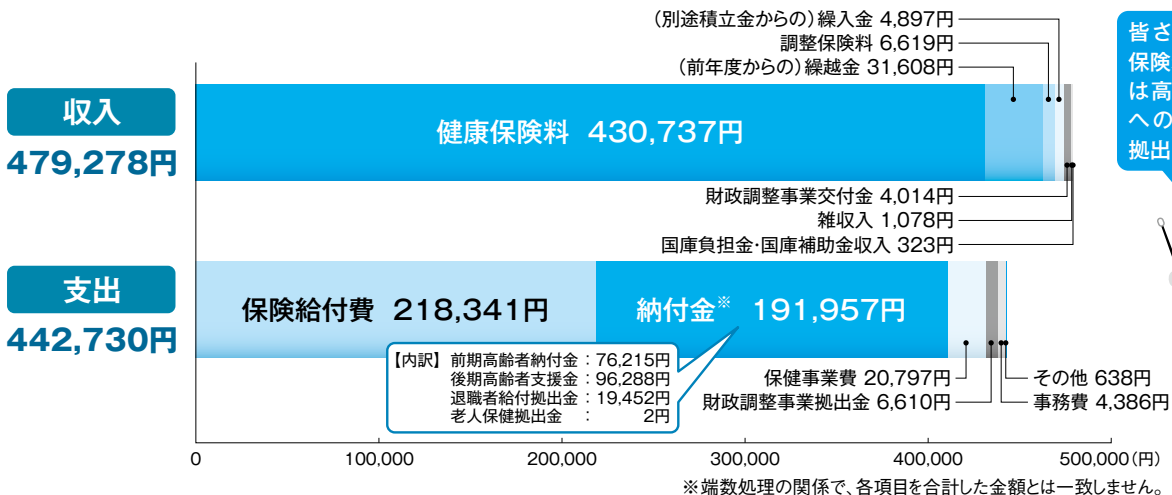 (別途積立金からの)繰入金 4,897円
調整保険料 6,619円
(前年度からの)繰越金 31,608円
収入
479,278円
健康保険料 430,737円
財政調整事業交付金 4,014円
雑収入 1,078円
国庫負担金・国庫補助金収入 323円
皆さ
保険
は高
への
拠出
支出
442,730円
保険給付費 218,341円
納付金※ 191,957円
【内訳】 前期高齢者納付金 : 76,215円
後期高齢者支援金 : 96,288円
退職者給付拠出金 : 19,452円
老人保健拠出金 : 2円
保健事業費 20,797円
財政調整事業拠出金 6,610円
その他 638円
事務費 4,386円
0 100,000 200,000 300,000 400,000 500,000(円)
※端数処理の関係で、各項目を合計した金額とは一致しません。